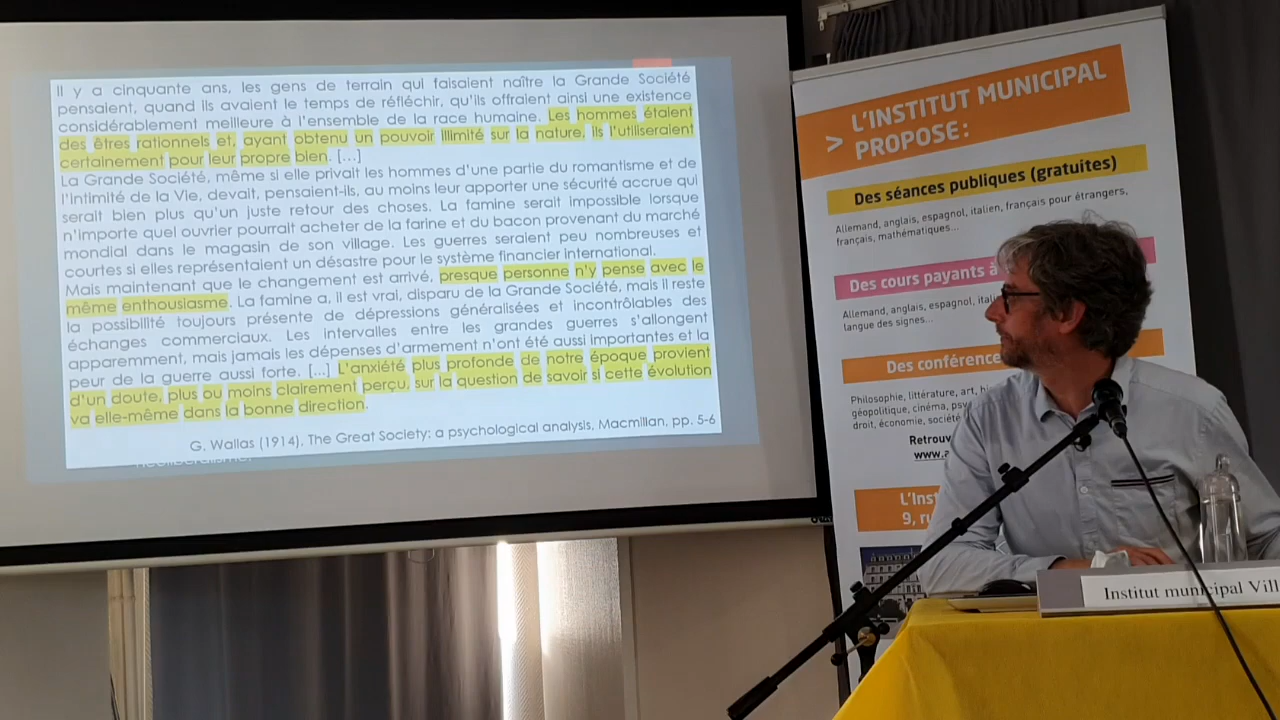 Il y a cinquante ans, les gens de terrain qui faisaient naître la Grande Société
pensaient, quand ils avaient le temps de réfléchir, qu'ils offraient ainsi une existence
considérablement meilleure à l'ensemble de la race humaine. Les hommes étaient
des êtres rationnels et, ayant obtenu un pouvoir illimité sur la nature, ils l'utiliseraient
certainement pour leur propre bien. [...]
La Grande Société, même si elle privait les hommes d'une partie du romantisme et de
l'intimité de la Vie, devait, pensaient-ils, au moins leur apporter une sécurité accrue qui
serait bien plus qu'un juste retour des choses. La famine serait impossible lorsque
n'importe quel ouvrier pourrait acheter de la farine et du bacon provenant du marché
mondial dans le magasin de son village. Les guerres seraient peu nombreuses et
courtes si elles représentaient un désastre pour le système financier international.
Mais maintenant que le changement est arrivé, presque personne n'y pense avec le
même enthousiasme. La famine a, il est vrai, disparu de la Grande Société, mais il reste
la possibilité toujours présente de dépressions généralisées et incontrôlables des
échanges commerciaux. Les intervalles entre les grandes guerres s'allongent
apparemment, mais jamais les dépenses d'armement n'ont été aussi importantes et la
peur de la guerre aussi forte. [...] L'anxiété plus profonde de notre époque provient
d'un doute, plus ou moins clairement perçu, sur la question de savoir si cette évolution
va elle-même dans la bonne direction.
G. Wallas (1914). The Great Society: a psychological analysis, Macmillan, pp. 5-6
> L'INSTITUT MUNICIPAL
PROPOSE :
Des séances publiques (gratuites)
Allemand, anglais, espagnol, italien, français pour étrangers,
français, mathématiques...
Des cours payants à
Allemand, anglais, espagnol,
langue des signes...
Des conférence
Philosophie, littérature, art,
géopolitique, cinéma,
droit, économie, société
Retrouv
www.a
L'Inst
9, ru
Institut municipal Vill